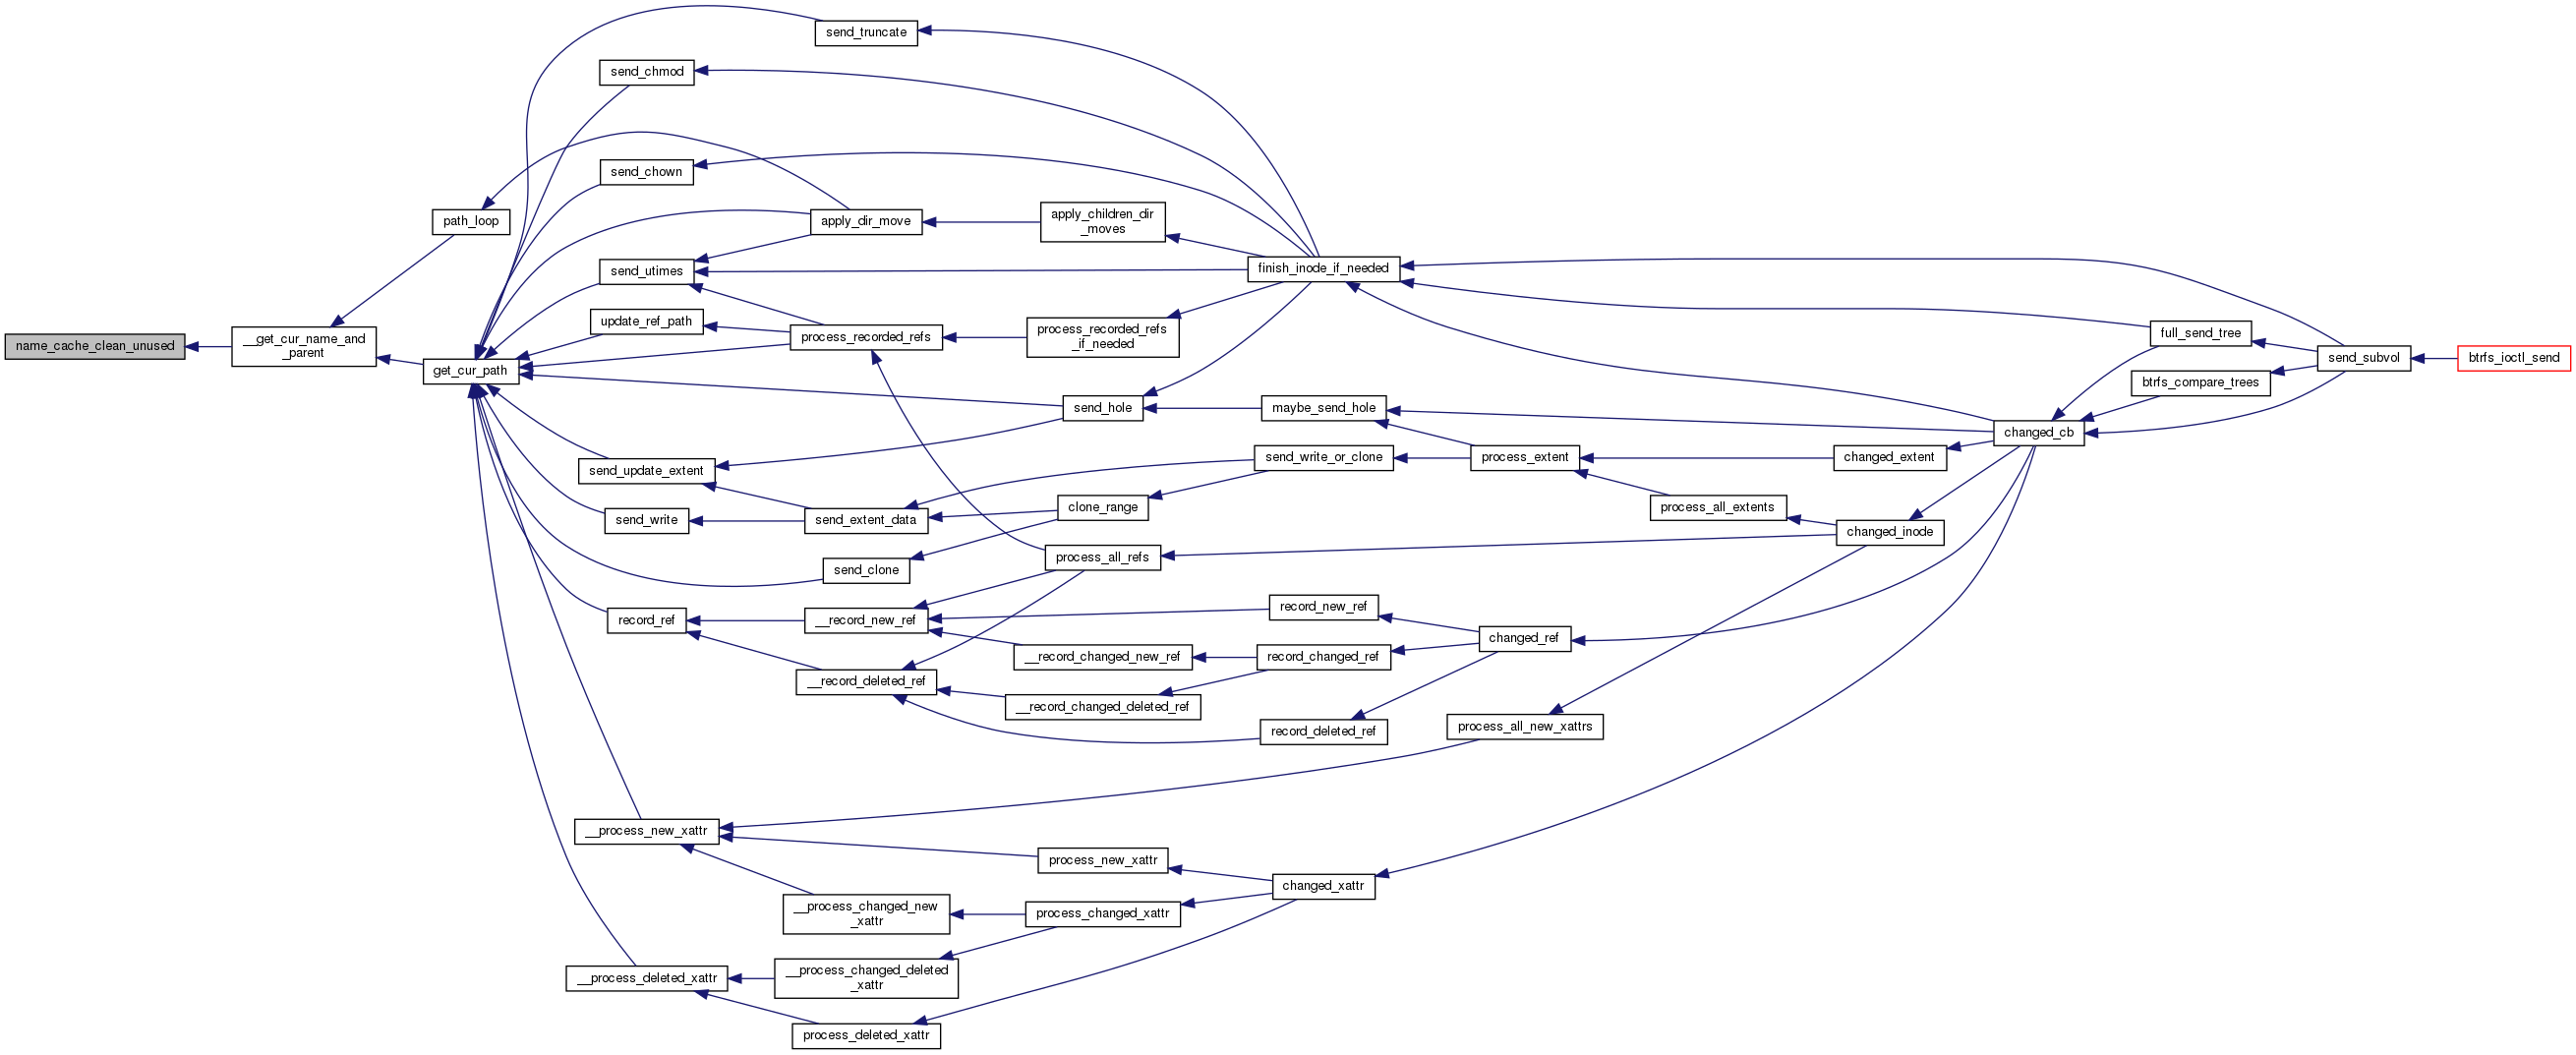 name_cache_clean_unused
__get_cur_name_and
_parent
path_loop
get_cur_path
send_truncate
send_chmod
send_chown
apply_dir_move
send_utimes
update_ref_path
process_recorded_refs
send_update_extent
send_write
send_extent_data
send_clone
record_ref
__record_new_ref
__record_deleted_ref
__process_new_xattr
__process_changed_new
_xattr
__process_deleted_xattr
__process_changed_deleted
_xattr
process_deleted_xattr
apply_children_dir
_moves
process_recorded_refs
_if_needed
send_hole
clone_range
process_all_refs
__record_changed_new_ref
__record_changed_deleted_ref
process_new_xattr
process_changed_xattr
finish_inode_if_needed
maybe_send_hole
send_write_or_clone
record_new_ref
record_changed_ref
record_deleted_ref
changed_xattr
process_extent
changed_ref
process_all_new_xattrs
process_all_extents
changed_extent
changed_inode
changed_cb
full_send_tree
btrfs_compare_trees
send_subvol
btrfs_ioctl_send